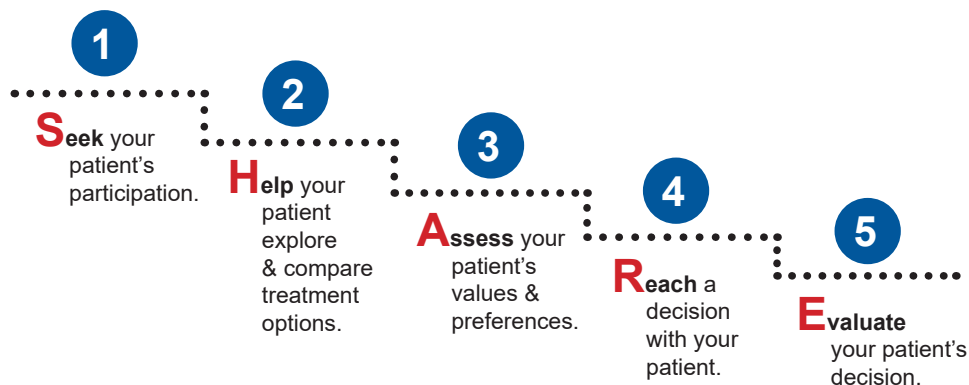 1
Seek your
patient's
participation.
2
Help your
patient
explore
& compare
treatment
options.
3
Assess your
patient's
values &
preferences.
4
Reach a
decision
with your
patient.
5
Evaluate
your patient's
decision.